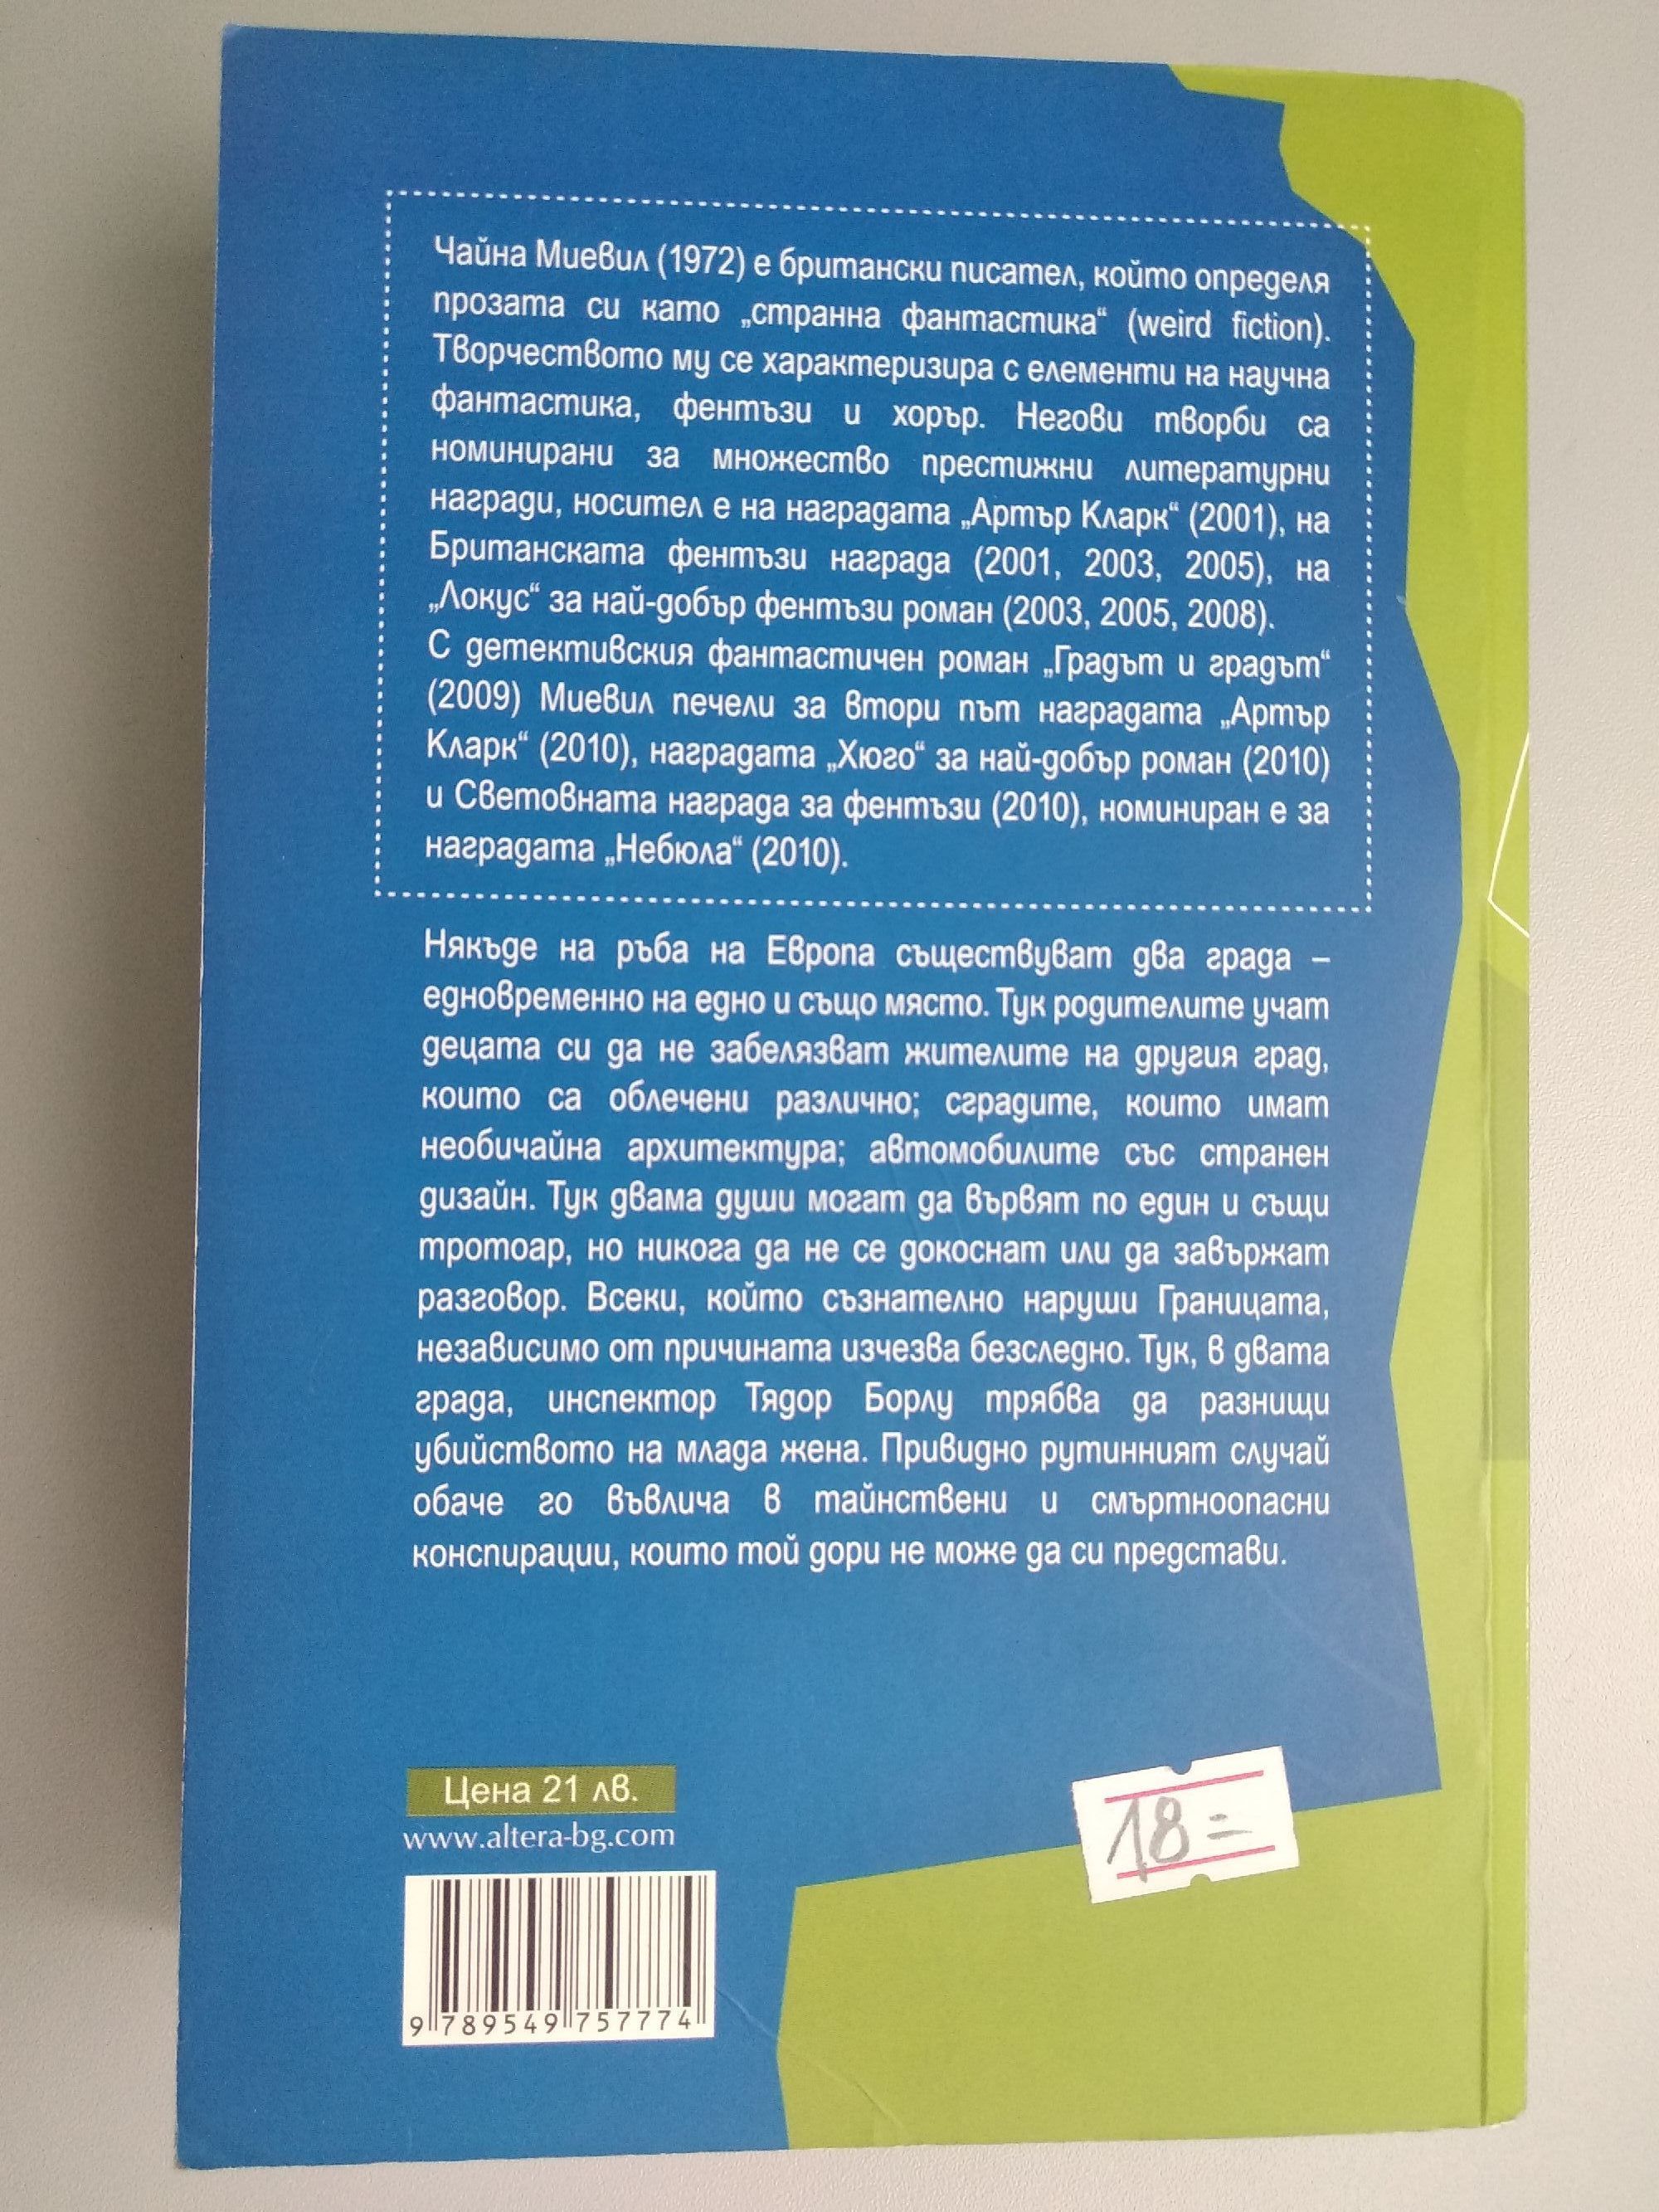 Чайна Миевил (1972) е британски писател, който определя
прозата си като „странна фантастика“ (weird fiction).
Творчеството му се характеризира с елементи на научна
фантастика, фентъзи и хорър. Негови творби са
номинирани за множество престижни литературни
награди, носител е на наградата „Артър Кларк“ (2001), на
Британската фентъзи награда (2001, 2003, 2005), на
„Локус“ за най-добър фентъзи роман (2003, 2005, 2008).
С детективския фантастичен роман „Градът и градът“
(2009) Миевил печели за втори път наградата „Артър
Кларк“ (2010), наградата „Хюго“ за най-добър роман (2010)
и Световната награда за фентъзи (2010), номиниран е за
наградата „Небюла“ (2010).
Някъде на ръба на Европа съществуват два града –
едновременно на едно и също място. Тук родителите учат
децата си да не забелязват жителите на другия град,
които са облечени различно; сградите, които имат
необичайна архитектура; автомобилите със странен
дизайн. Тук двама души могат да вървят по един и същи
тротоар, но никога да не се докоснат или да завържат
разговор. Всеки, който съзнателно наруши Границата,
независимо от причината изчезва безследно. Тук, в двата
града, инспектор Тядор Борлу трябва да разнищи
убийството на млада жена. Привидно рутинният случай
обаче го въвлича в тайнствени и смъртноопасни
конспирации, които той дори не може да си представи.
Цена 21 лв.
www.altera-bg.com
18=
9 789549 757774